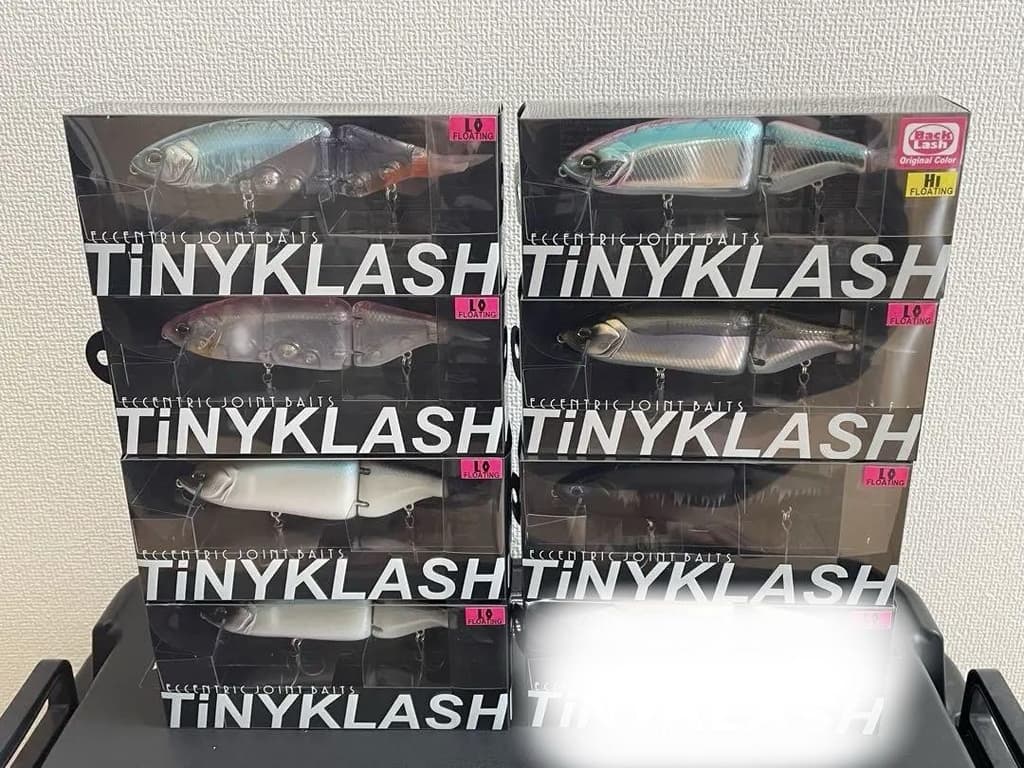 LO
FLOATING
ECCENTRIC JOINT BAITS
TiNYKLASH
Back
Lash
Original Color
Hi
FLOATING
ECCENTRIC JOINT BAITS
TiNYKLASH
LO
FLOATING
ECCENTRIC JOINT BAITS
TiNYKLASH
LO
FLOATING
ECCENTRIC JOINT BAITS
TiNYKLASH
LO
FLOATING
ECCENTRIC JOINT BAITS
TiNYKLASH
LO
FLOATING
ECCENTRIC JOINT BAITS
TiNYKLASH
LO
FLOATING
ECCENTRIC JOINT BAITS
TiNYKLASH